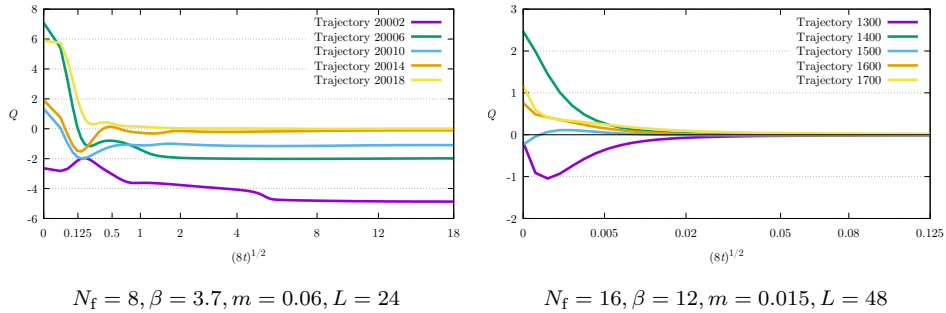 8
6
4
2
0
-2
-4
-6
Q
Trajectory 20002
Trajectory 20006
Trajectory 20010
Trajectory 20014
Trajectory 20018
0 0.125 0.5 1 2 4 8 12 18
(8t)^{1/2}
N_f = 8, β = 3.7, m = 0.06, L = 24
3
2
1
0
-1
-2
Q
Trajectory 1300
Trajectory 1400
Trajectory 1500
Trajectory 1600
Trajectory 1700
0 0.005 0.02 0.05 0.08 0.125
(8t)^{1/2}
N_f = 16, β = 12, m = 0.015, L = 48